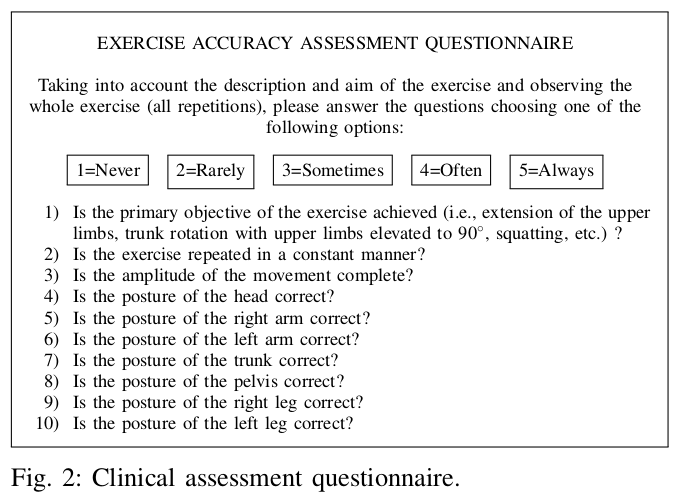 EXERCISE ACCURACY ASSESSMENT QUESTIONNAIRE
Taking into account the description and aim of the exercise and observing the
whole exercise (all repetitions), please answer the questions choosing one of the
following options:
1=Never 2=Rarely 3=Sometimes 4=Often 5=Always
1) Is the primary objective of the exercise achieved (i.e., extension of the upper
limbs, trunk rotation with upper limbs elevated to 90°, squatting, etc.) ?
2) Is the exercise repeated in a constant manner?
3) Is the amplitude of the movement complete?
4) Is the posture of the head correct?
5) Is the posture of the right arm correct?
6) Is the posture of the left arm correct?
7) Is the posture of the trunk correct?
8) Is the posture of the pelvis correct?
9) Is the posture of the right leg correct?
10) Is the posture of the left leg correct?
Fig. 2: Clinical assessment questionnaire.